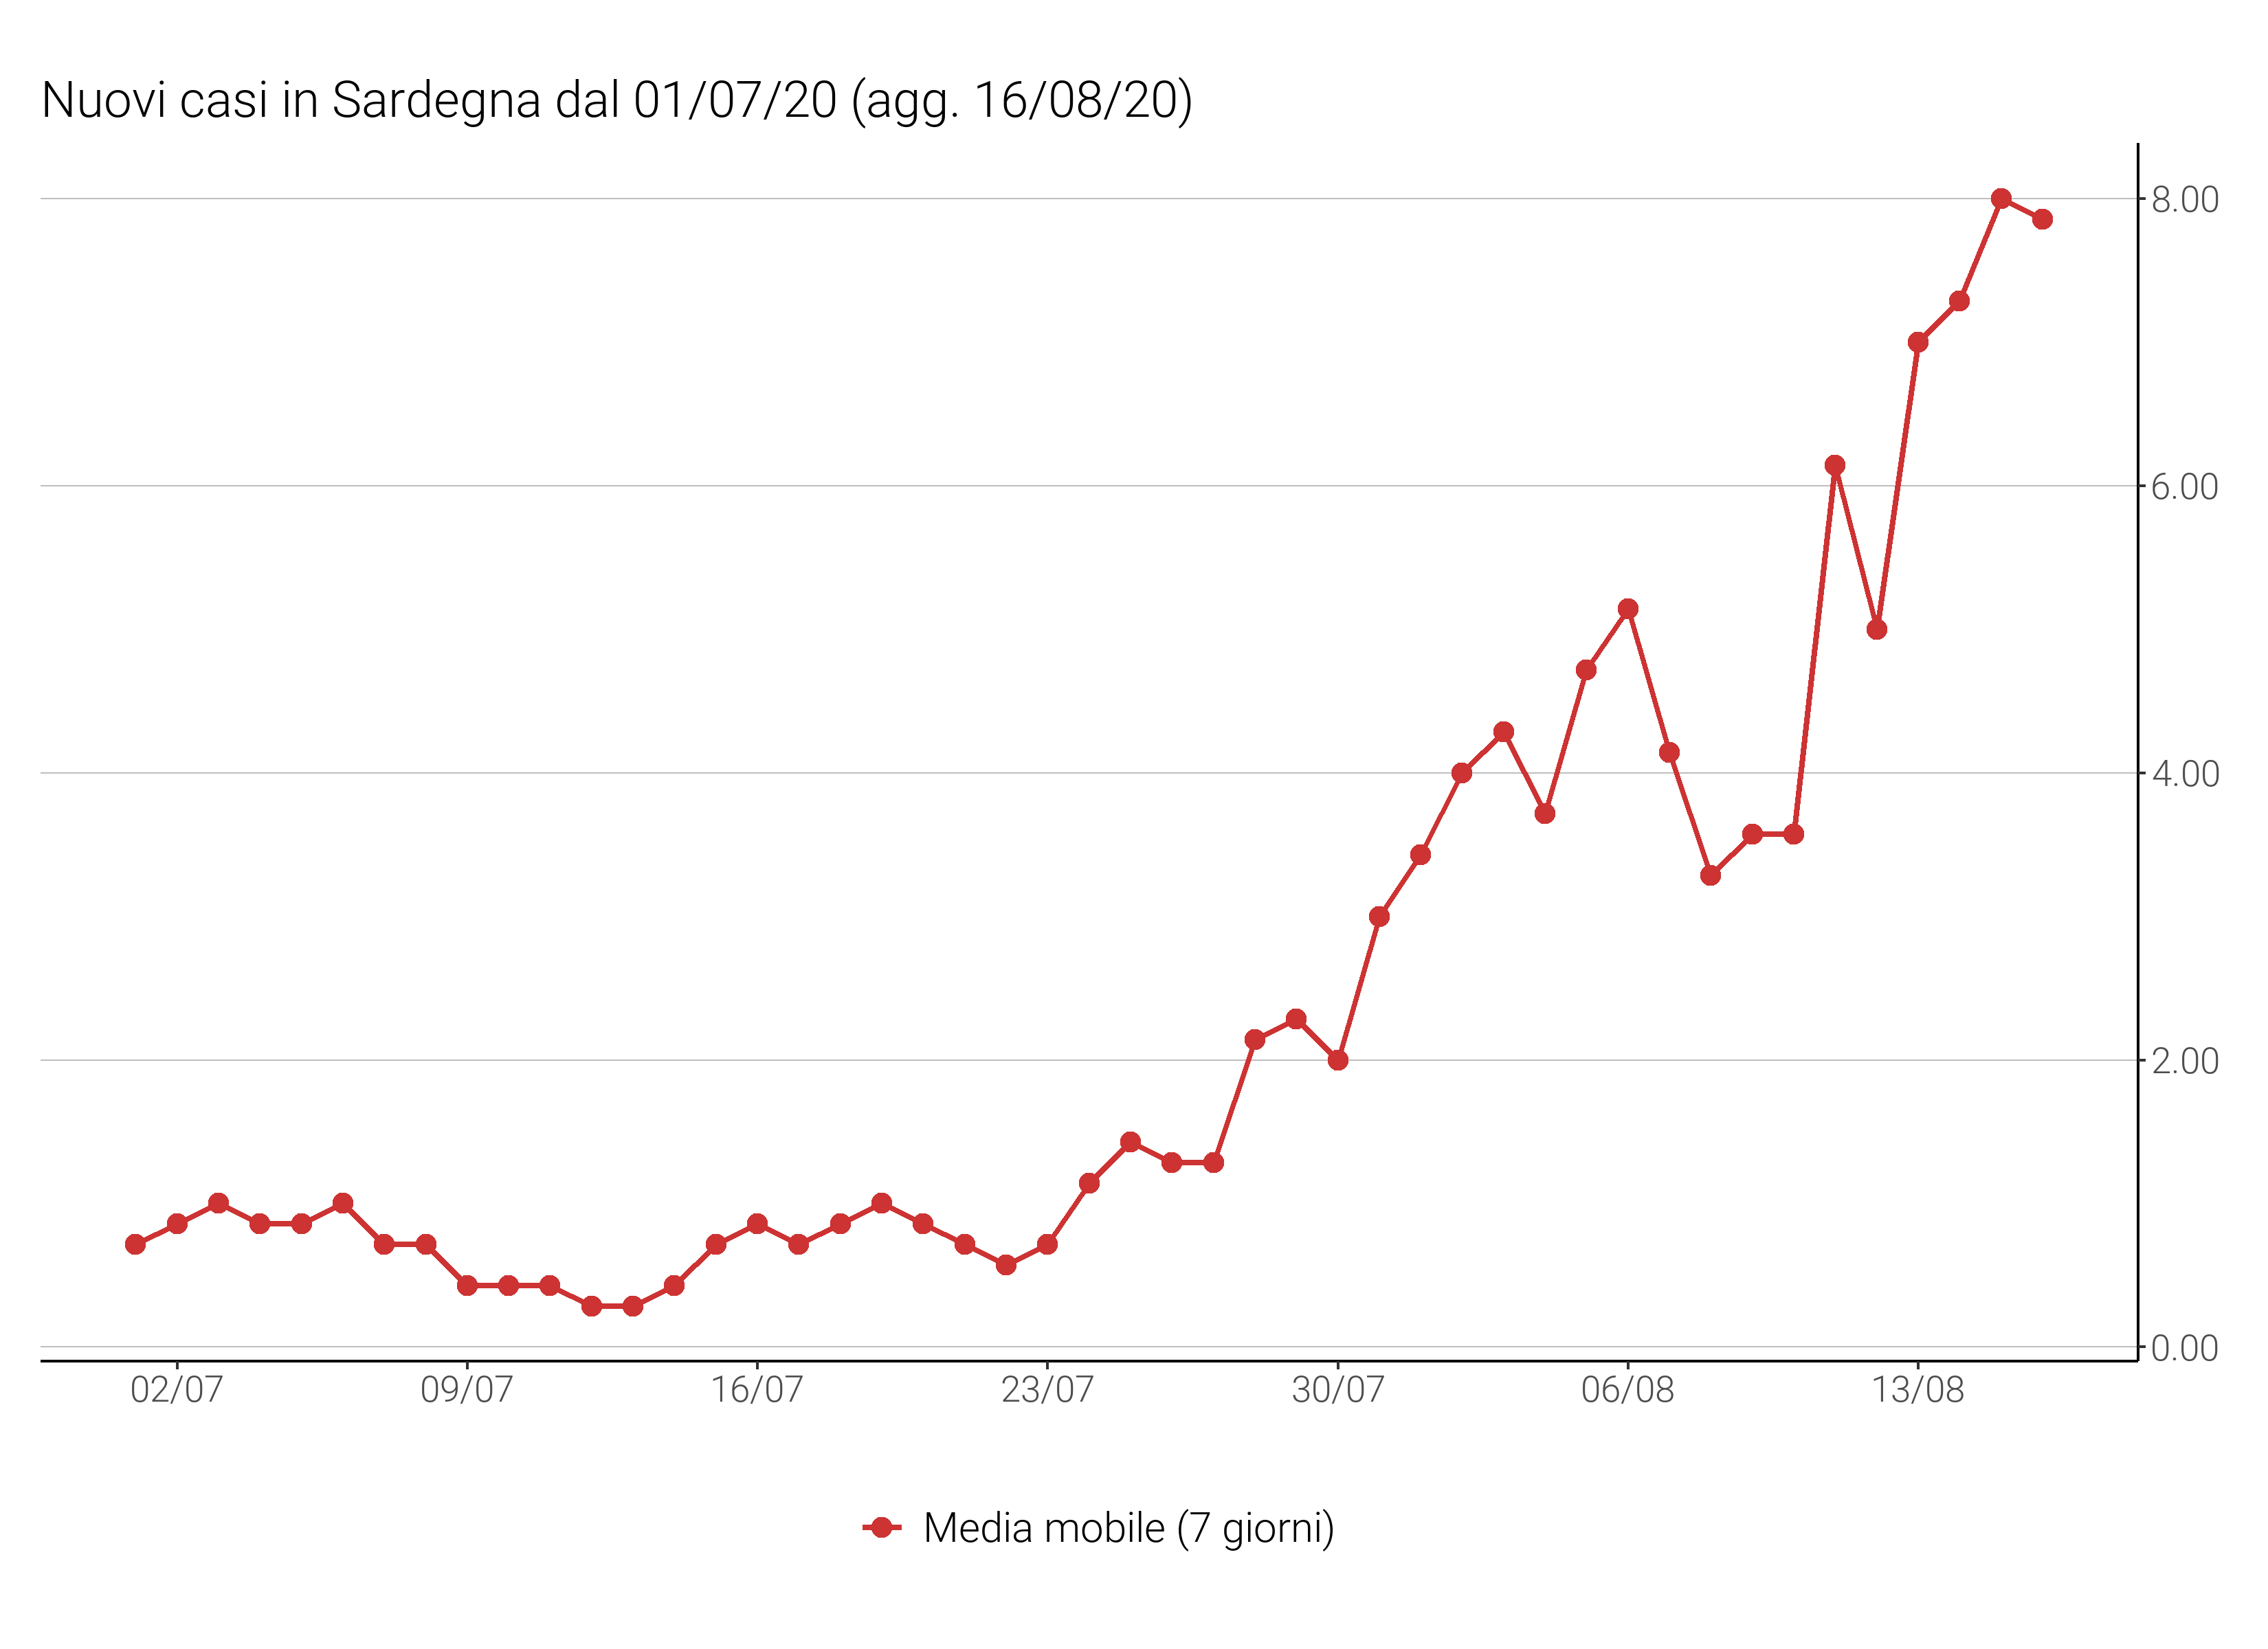 Nuovi casi in Sardegna dal 01/07/20 (agg. 16/08/20)
8.00
6.00
4.00
2.00
0.00
02/07 09/07 16/07 23/07 30/07 06/08 13/08
Media mobile (7 giorni)